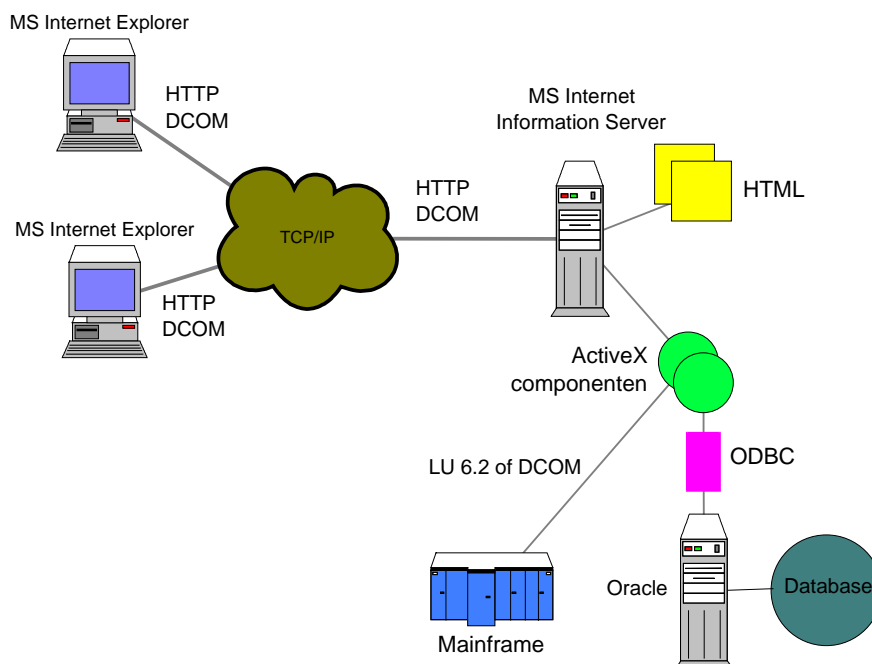 MS Internet Explorer
HTTP
DCOM
MS Internet
Information Server
HTTP
DCOM
HTML
MS Internet Explorer
TCP/IP
HTTP
DCOM
ActiveX
componenten
LU 6.2 of DCOM
ODBC
Oracle
Database
Mainframe